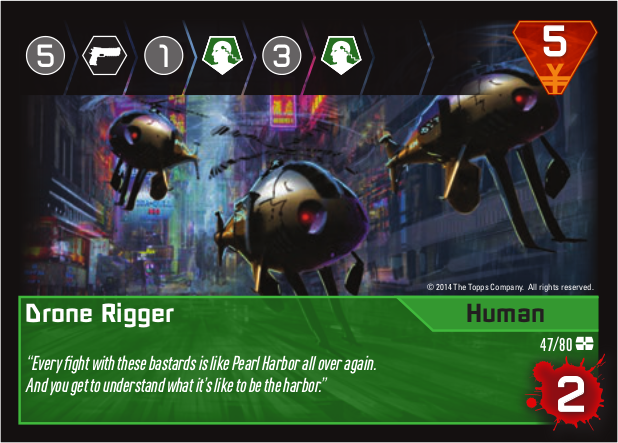 5 1 3 5
¥
© 2014 The Topps Company. All rights reserved.
Drone Rigger
Human
47/80
"Every fight with these bastards is like Pearl Harbor all over again.
And you get to understand what it's like to be the harbor."
2